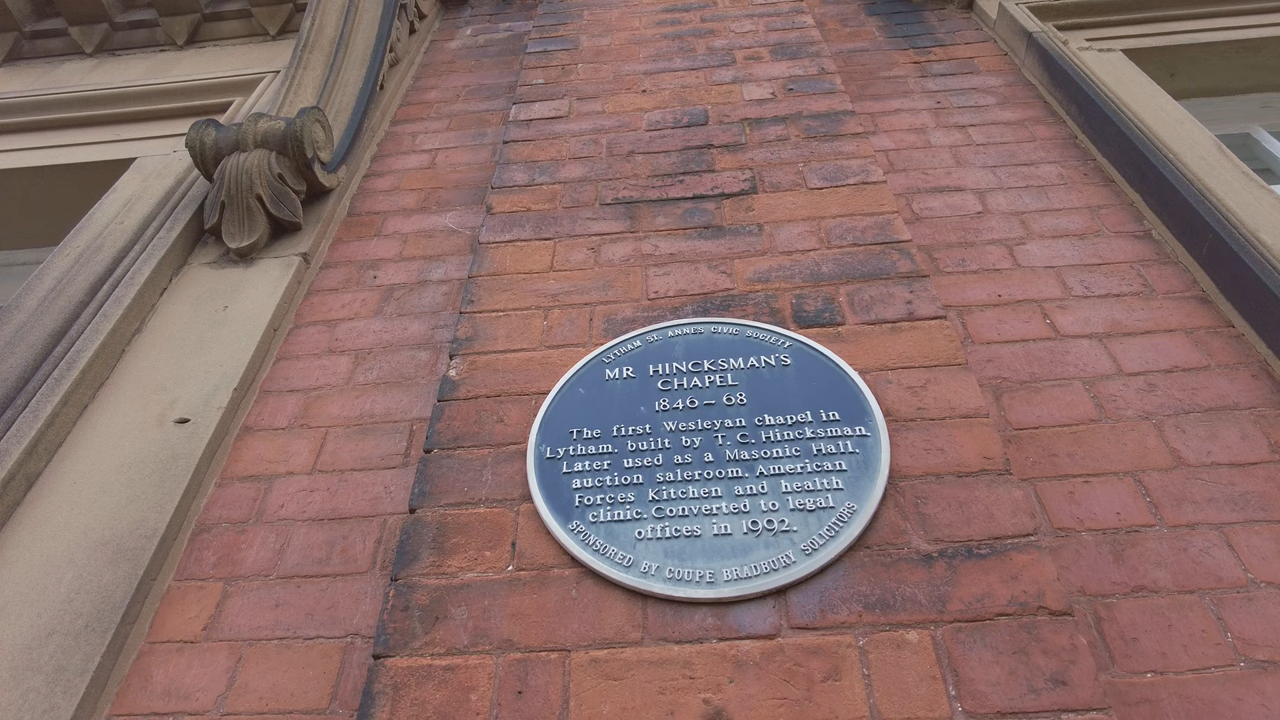 LYTHAM ST. ANNE'S CIVIC SOCIETY
MR HINCKSMAN'S
CHAPEL
1846 - 68
The first Wesleyan chapel in
Lytham, built by T. C. Hincksman.
Later used as a Masonic Hall,
auction saleroom, American
Forces Kitchen and health
clinic. Converted to legal
offices in 1992.
SPONSORED BY COUPE BRADBURY SOLICITORS